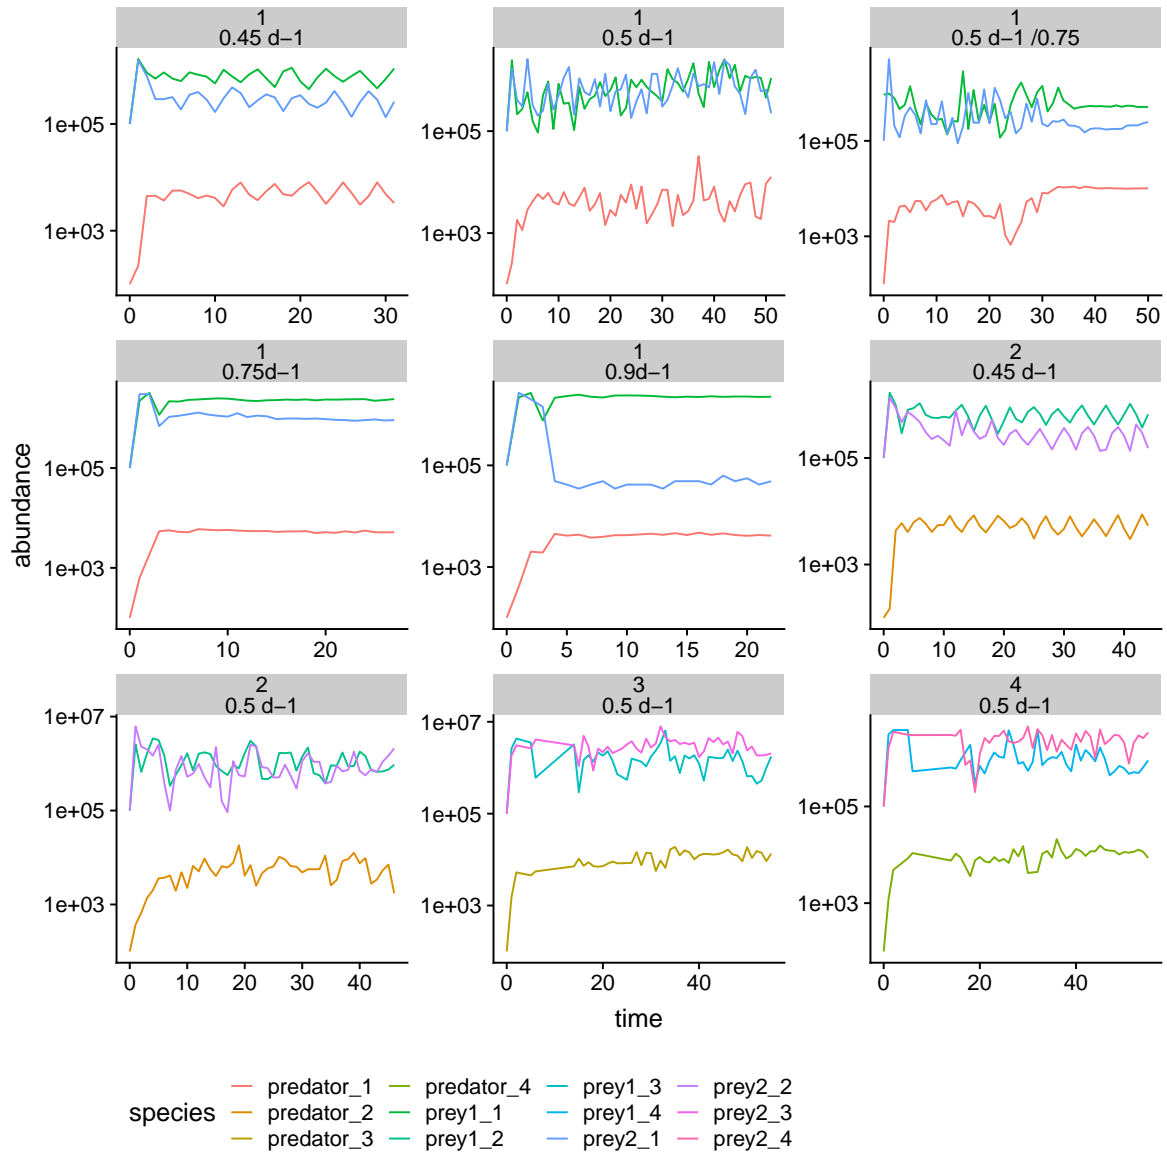 1
0.45 d−1
1
0.5 d−1
1
0.5 d−1 /0.75
1e+05
1e+03
0 10 20 30
1e+05
1e+03
0 10 20 30 40 50
1e+05
1e+03
0 10 20 30 40 50
1
0.75d−1
1
0.9d−1
2
0.45 d−1
1e+05
1e+03
0 10 20
1e+05
1e+03
0 5 10 15 20
1e+05
1e+03
0 10 20 30 40
abundance
2
0.5 d−1
3
0.5 d−1
4
0.5 d−1
1e+07
1e+05
1e+03
0 10 20 30 40
1e+07
1e+05
1e+03
0 20 40
1e+05
1e+03
0 20 40
time
species
predator_1
predator_2
predator_3
predator_4
prey1_1
prey1_2
prey1_3
prey1_4
prey2_1
prey2_2
prey2_3
prey2_4